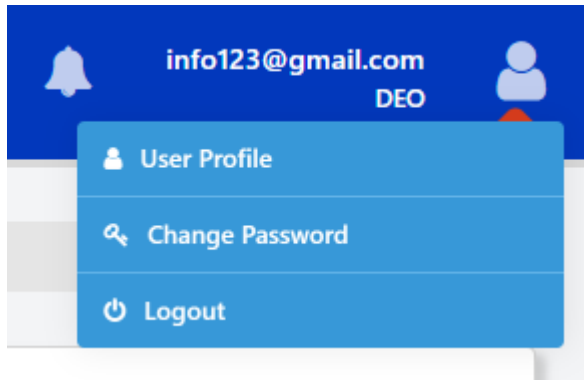 info123@gmail.com
DEO
User Profile
Change Password
Logout